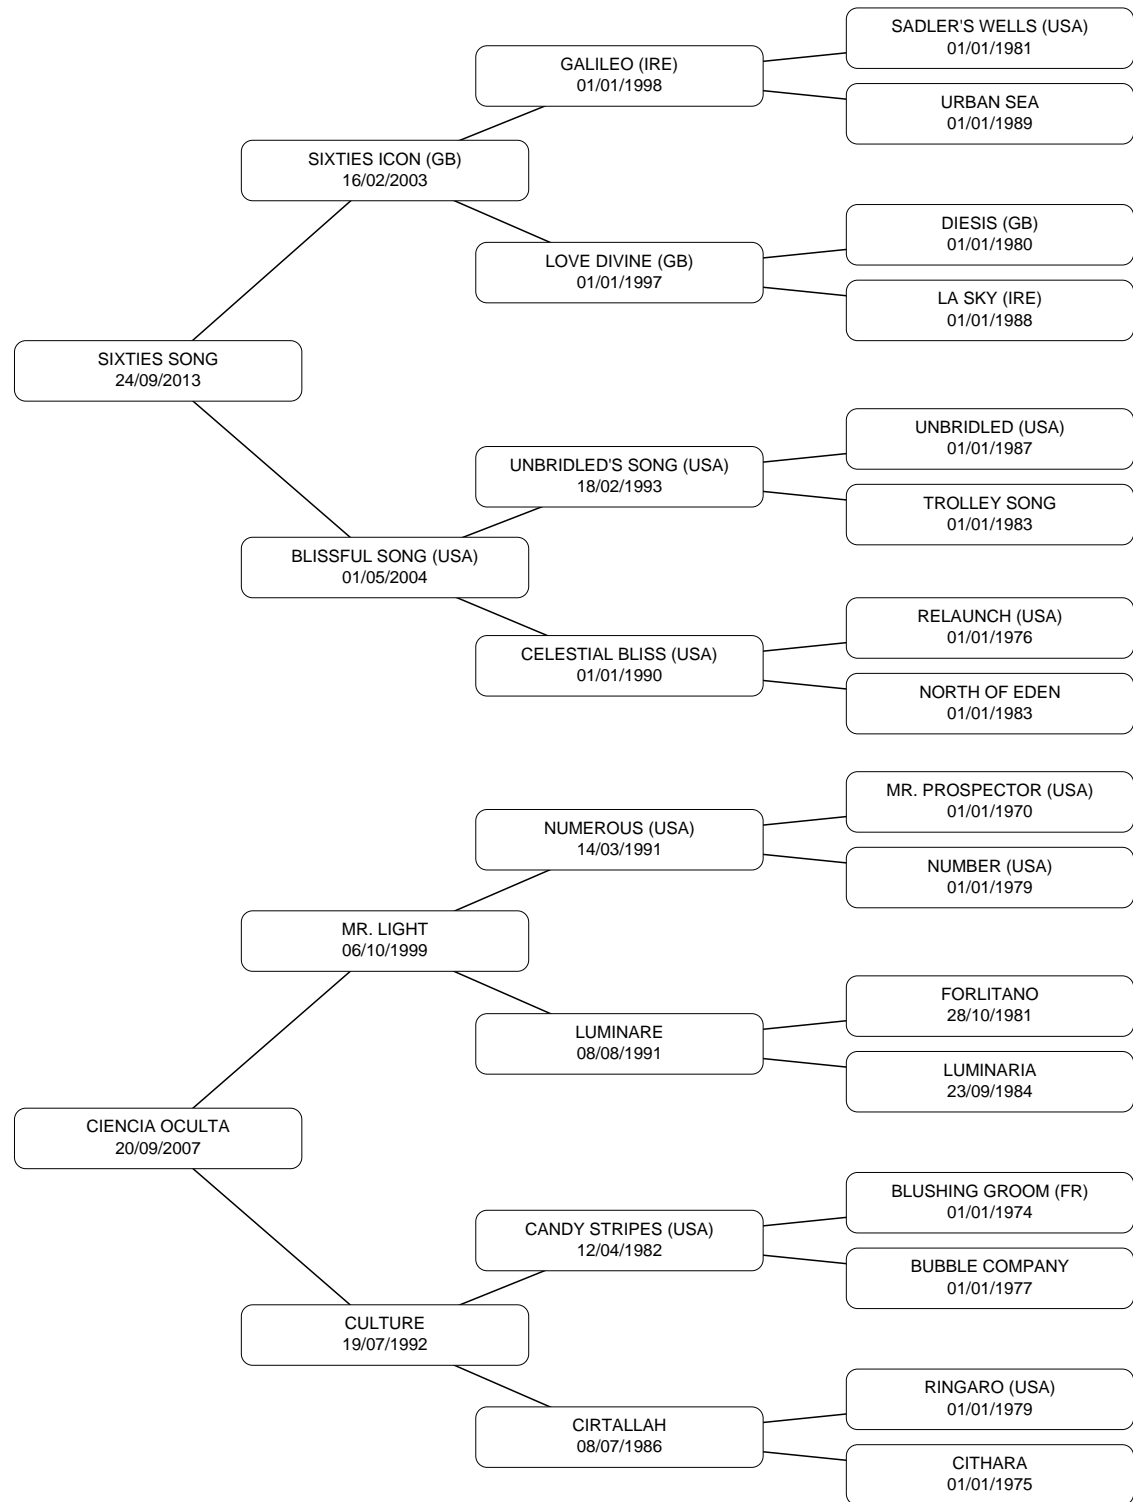 SADLER'S WELLS (USA)
01/01/1981
GALILEO (IRE)
01/01/1998
URBAN SEA
01/01/1989
SIXTIES ICON (GB)
16/02/2003
DIESIS (GB)
01/01/1980
LOVE DIVINE (GB)
01/01/1997
LA SKY (IRE)
01/01/1988
SIXTIES SONG
24/09/2013
UNBRIDLED (USA)
01/01/1987
UNBRIDLED'S SONG (USA)
18/02/1993
TROLLEY SONG
01/01/1983
BLISSFUL SONG (USA)
01/05/2004
RELAUNCH (USA)
01/01/1976
CELESTIAL BLISS (USA)
01/01/1990
NORTH OF EDEN
01/01/1983
MR. PROSPECTOR (USA)
01/01/1970
NUMEROUS (USA)
14/03/1991
NUMBER (USA)
01/01/1979
MR. LIGHT
06/10/1999
FORLITANO
28/10/1981
LUMINARE
08/08/1991
LUMINARIA
23/09/1984
CIENCIA OCULTA
20/09/2007
BLUSHING GROOM (FR)
01/01/1974
CANDY STRIPES (USA)
12/04/1982
BUBBLE COMPANY
01/01/1977
CULTURE
19/07/1992
RINGARO (USA)
01/01/1979
CIRTALLAH
08/07/1986
CITHARA
01/01/1975